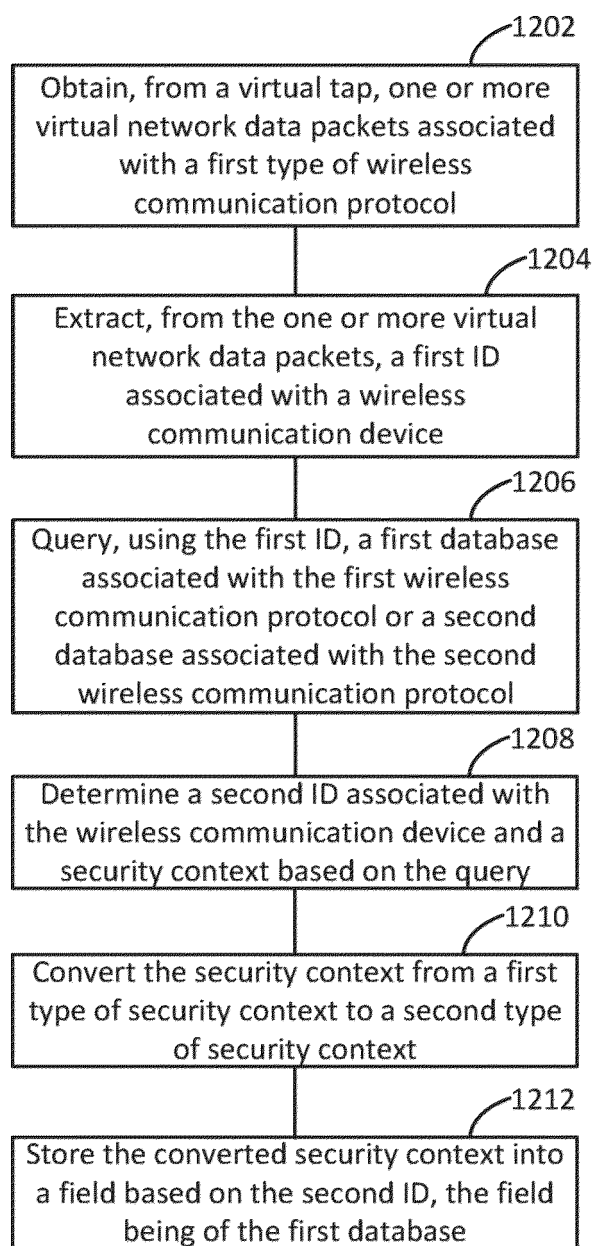 1202
Obtain, from a virtual tap, one or more
virtual network data packets associated
with a first type of wireless
communication protocol
1204
Extract, from the one or more virtual
network data packets, a first ID
associated with a wireless
communication device
1206
Query, using the first ID, a first database
associated with the first wireless
communication protocol or a second
database associated with the second
wireless communication protocol
1208
Determine a second ID associated with
the wireless communication device and a
security context based on the query
1210
Convert the security context from a first
type of security context to a second type
of security context
1212
Store the converted security context into
a field based on the second ID, the field
being of the first database